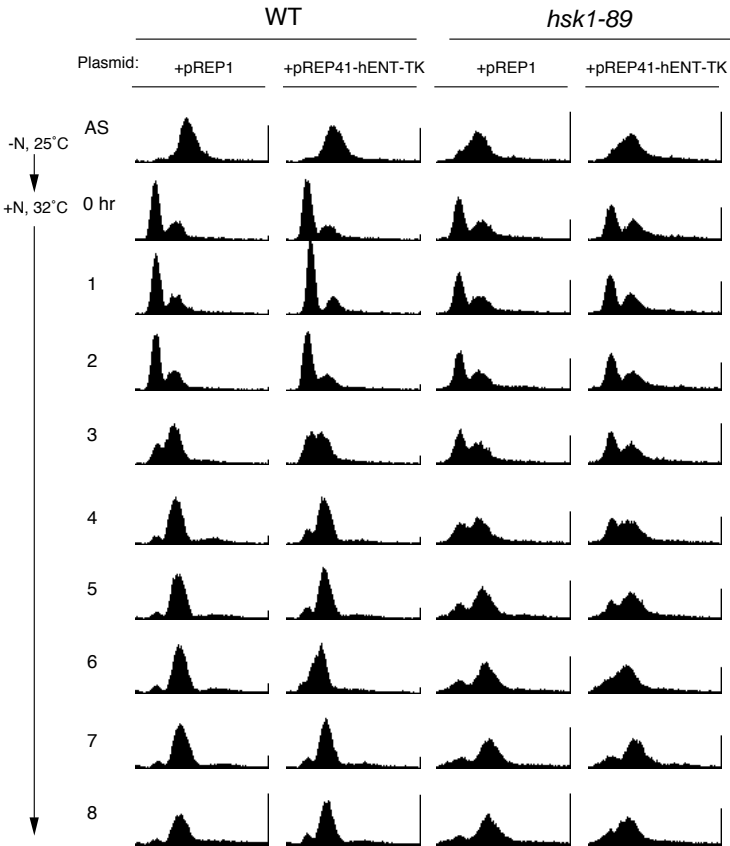 WT hsk1-89
Plasmid: +pREP1 +pREP41-hENT-TK +pREP1 +pREP41-hENT-TK
AS
-N, 25˚C
0 hr
+N, 32˚C
1
2
3
4
5
6
7
8